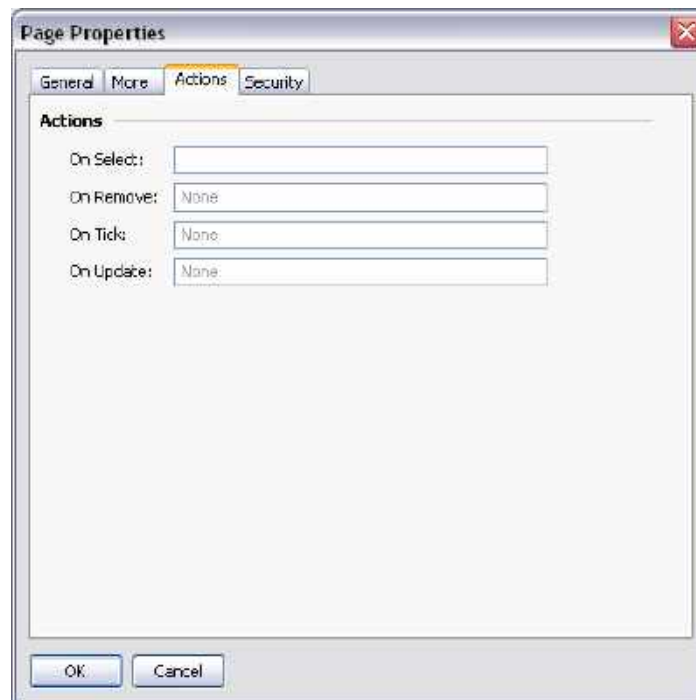 Page Properties
General More Actions Security
Actions
On Select:
On Remove: None
On Tick: None
On Update: None
OK Cancel